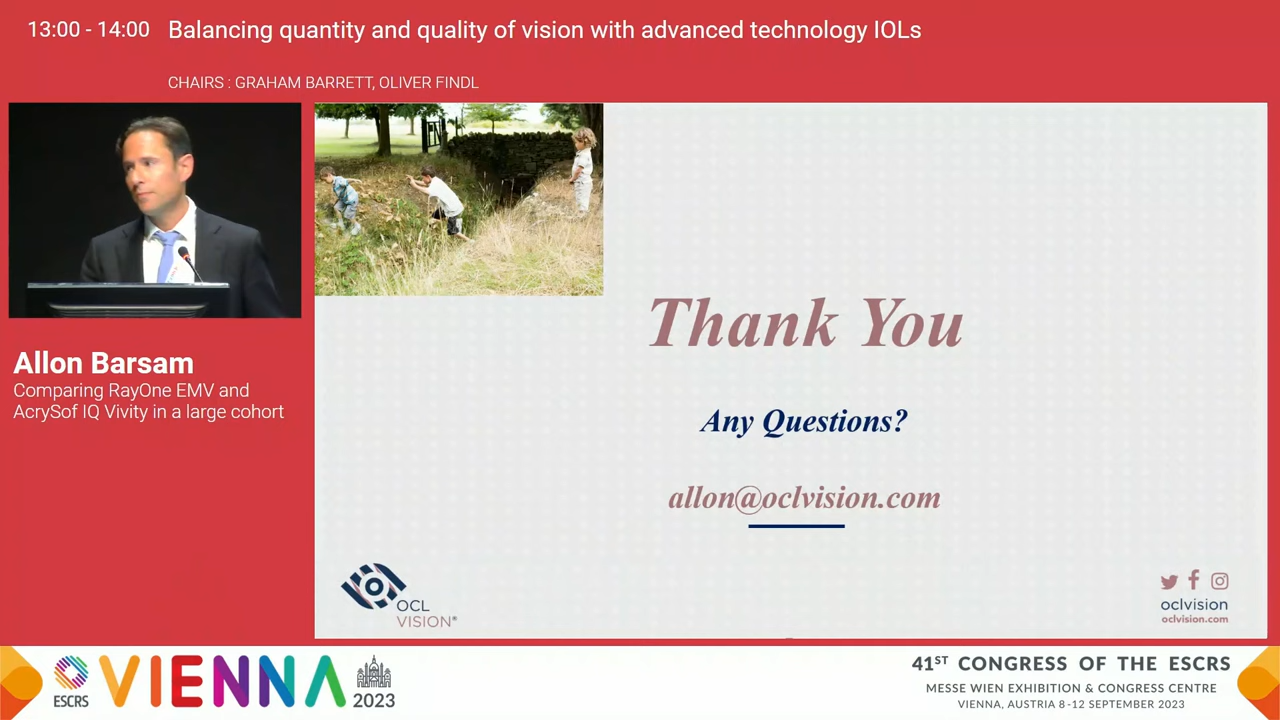 13:00 - 14:00 Balancing quantity and quality of vision with advanced technology IOLs
CHAIRS : GRAHAM BARRETT, OLIVER FINDL
Allon Barsam
Comparing RayOne EMV and
AcrySof IQ Vivity in a large cohort
Thank You
Any Questions?
allon@oclvision.com
OCL
VISION®
oclvision
oclvision.com
ESCRS
VIENNA
2023
41ST CONGRESS OF THE ESCRS
MESSE WIEN EXHIBITION & CONGRESS CENTRE
VIENNA, AUSTRIA 8-12 SEPTEMBER 2023